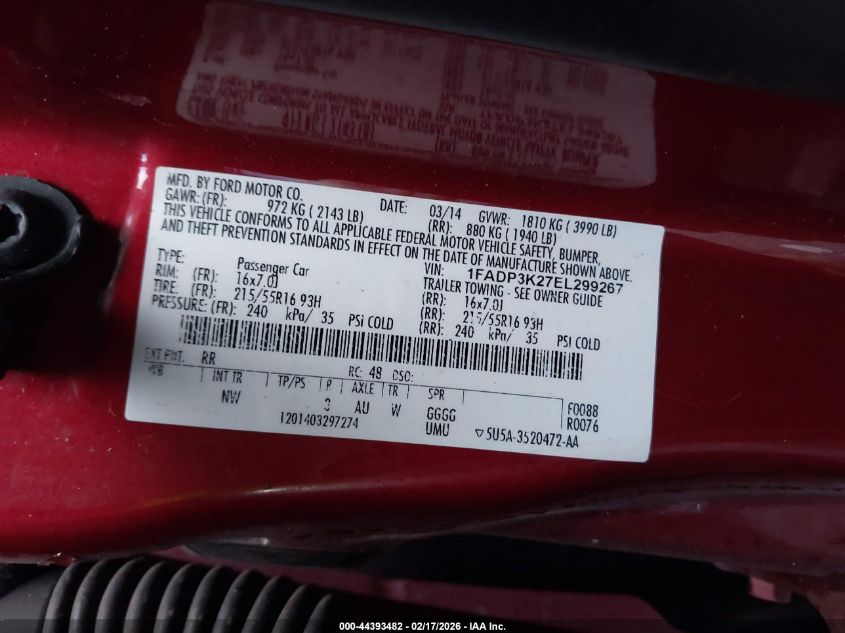 MFD. BY FORD MOTOR CO. DATE: 03/14 GVWR: 1810 KG ( 3990 LB)
GAWR: (FR): 972 KG ( 2143 LB) (RR): 880 KG ( 1940 LB)
THIS VEHICLE CONFORMS TO ALL APPLICABLE FEDERAL MOTOR VEHICLE SAFETY, BUMPER,
AND THEFT PREVENTION STANDARDS IN EFFECT ON THE DATE OF MANUFACTURE SHOWN ABOVE.
VIN: 1FADP3K27EL299267
TYPE: Passenger Car TRAILER TOWING - SEE OWNER GUIDE
RIM: (FR): 16x7.0J (RR): 16x7.0J
TIRE: (FR): 215/55R16 93H (RR): 215/55R16 93H
PRESSURE: (FR): 240 kPa/ 35 PSI COLD (RR): 240 kPa/ 35 PSI COLD
EXT PNT: RR RC: 48 DSO:
WB INT TR TP/PS R AXLE TR SPR
NW 3 AU W GGGG F0088
1201403297274 UMU R0076
5U5A-3520472-AA
000-44393482 - 02/17/2026 - IAA Inc.